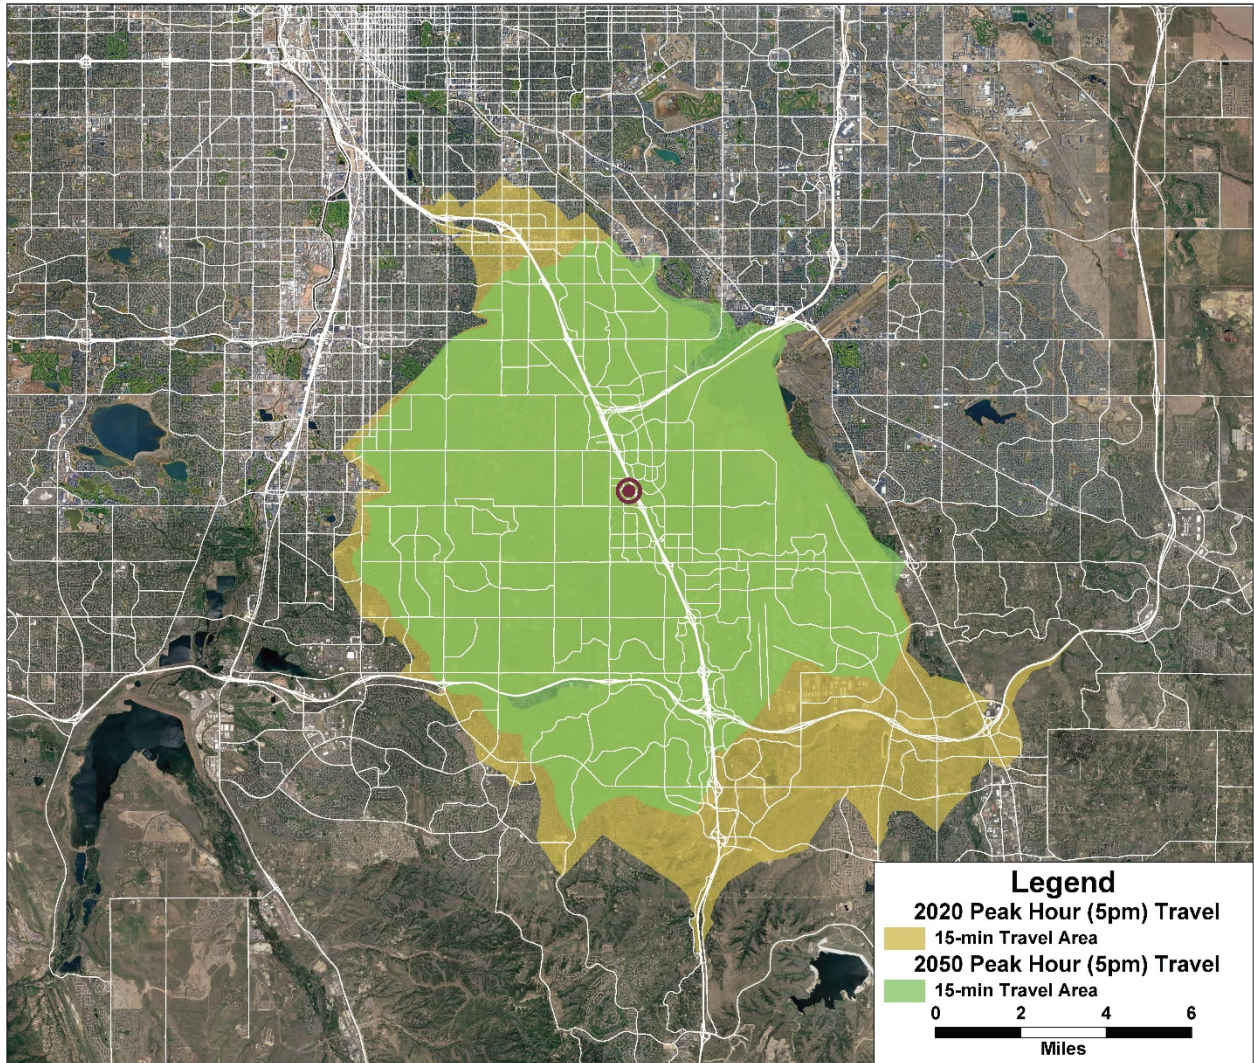 Legend
2020 Peak Hour (5pm) Travel
15-min Travel Area
2050 Peak Hour (5pm) Travel
15-min Travel Area
0 2 4 6
Miles